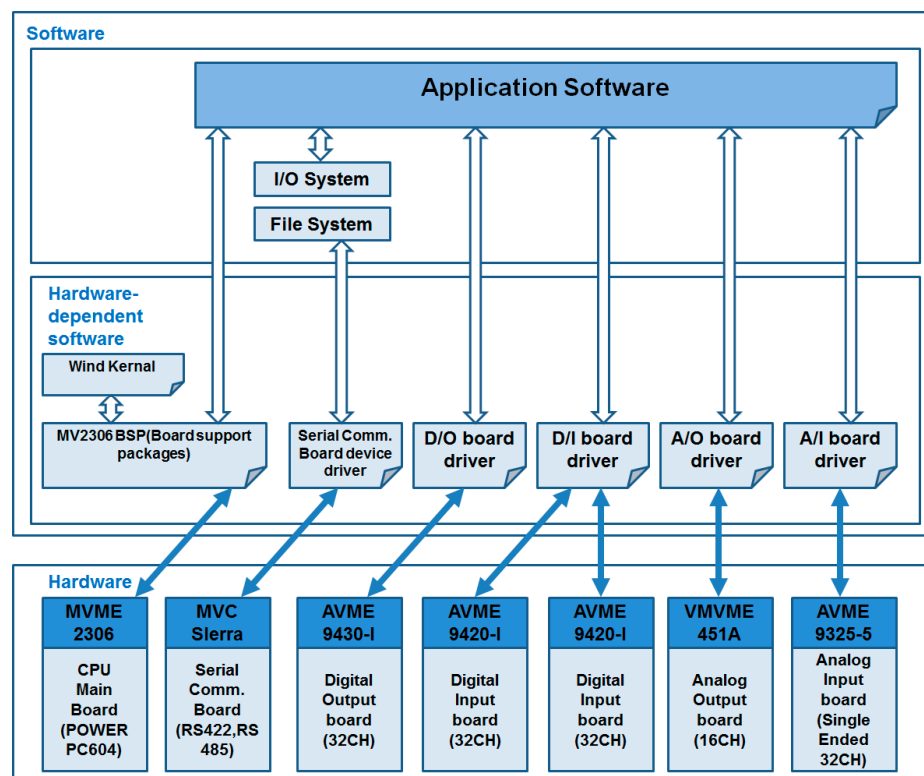 Software
Application Software
I/O System
File System
Hardware-
dependent
software
Wind Kernal
MV2306 BSP(Board support
packages)
Serial Comm.
Board device
driver
D/O board
driver
D/I board
driver
A/O board
driver
A/I board
driver
Hardware
MVME
2306
CPU
Main
Board
(POWER
PC604)
MVC
Slerra
Serial
Comm.
Board
(RS422,RS
485)
AVME
9430-I
Digital
Output
board
(32CH)
AVME
9420-I
Digital
Input
board
(32CH)
AVME
9420-I
Digital
Input
board
(32CH)
VMVME
451A
Analog
Output
board
(16CH)
AVME
9325-5
Analog
Input
board
(Single
Ended
32CH)